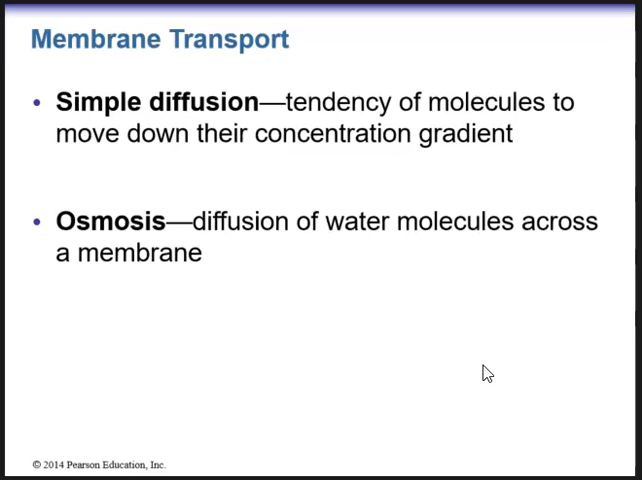 Membrane Transport
• Simple diffusion—tendency of molecules to
move down their concentration gradient
• Osmosis—diffusion of water molecules across
a membrane
© 2014 Pearson Education, Inc.